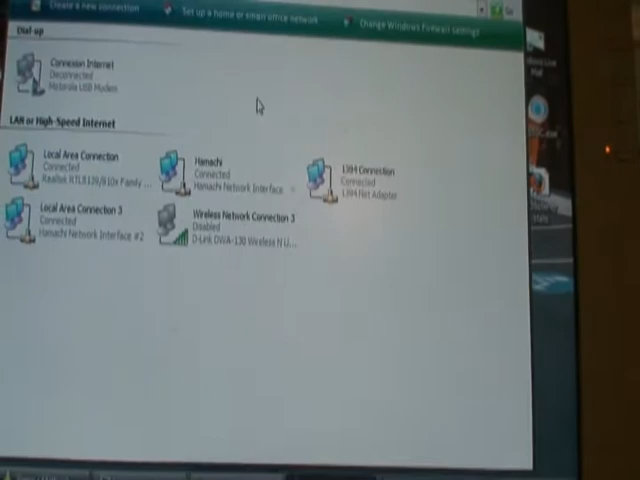 Create a new connection
Set up a home or small office network
Change Windows Firewall settings
Go
Dial-up
Connexion Internet
Disconnected
Motorola USB Modem
LAN or High-Speed Internet
Local Area Connection
Connected
Realtek RTL8139/810x Family ...
Hamachi
Connected
Hamachi Network Interface
1394 Connection
Connected
1394 Net Adapter
Local Area Connection 3
Connected
Hamachi Network Interface #2
Wireless Network Connection 3
Disabled
D-Link DWA-130 Wireless N U...
Mail